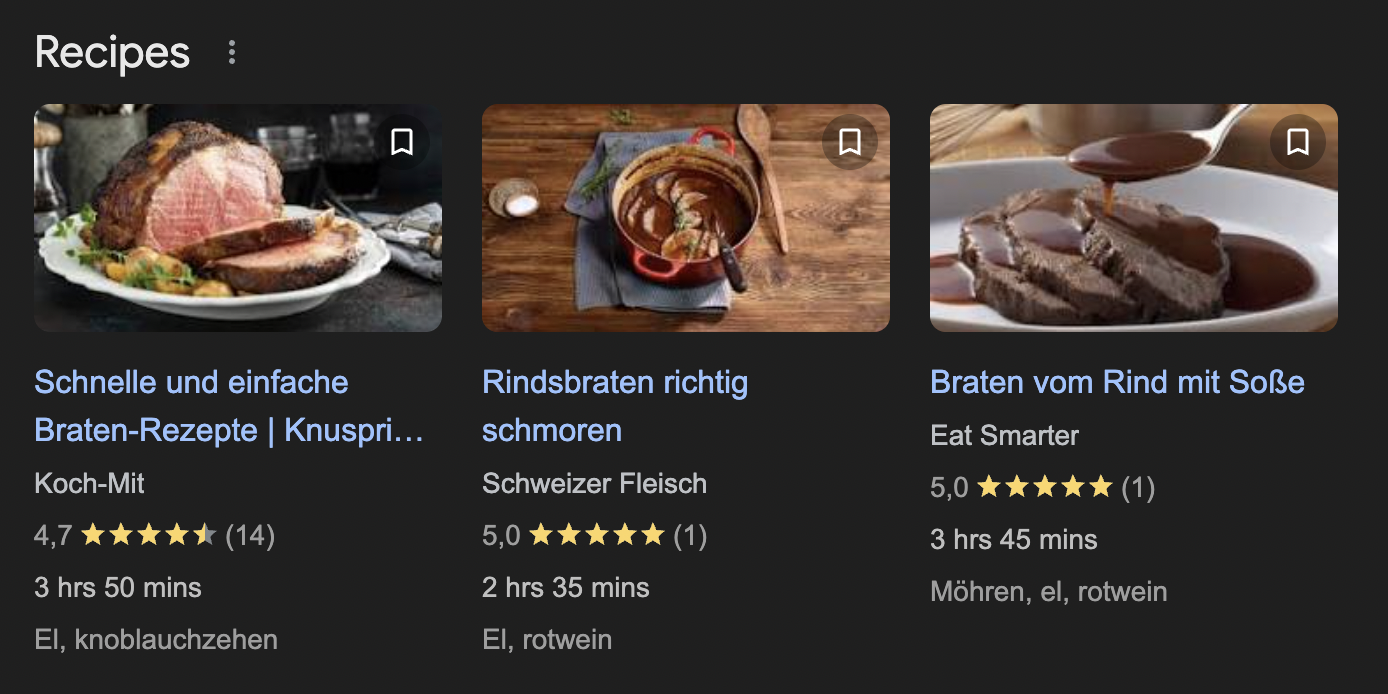 Recipes
Schnelle und einfache
Braten-Rezepte | Knuspri…
Koch-Mit
4,7 ★★★★★ (14)
3 hrs 50 mins
El, knoblauchzehen
Rindsbraten richtig
schmoren
Schweizer Fleisch
5,0 ★★★★★ (1)
2 hrs 35 mins
El, rotwein
Braten vom Rind mit Soße
Eat Smarter
5,0 ★★★★★ (1)
3 hrs 45 mins
Möhren, el, rotwein